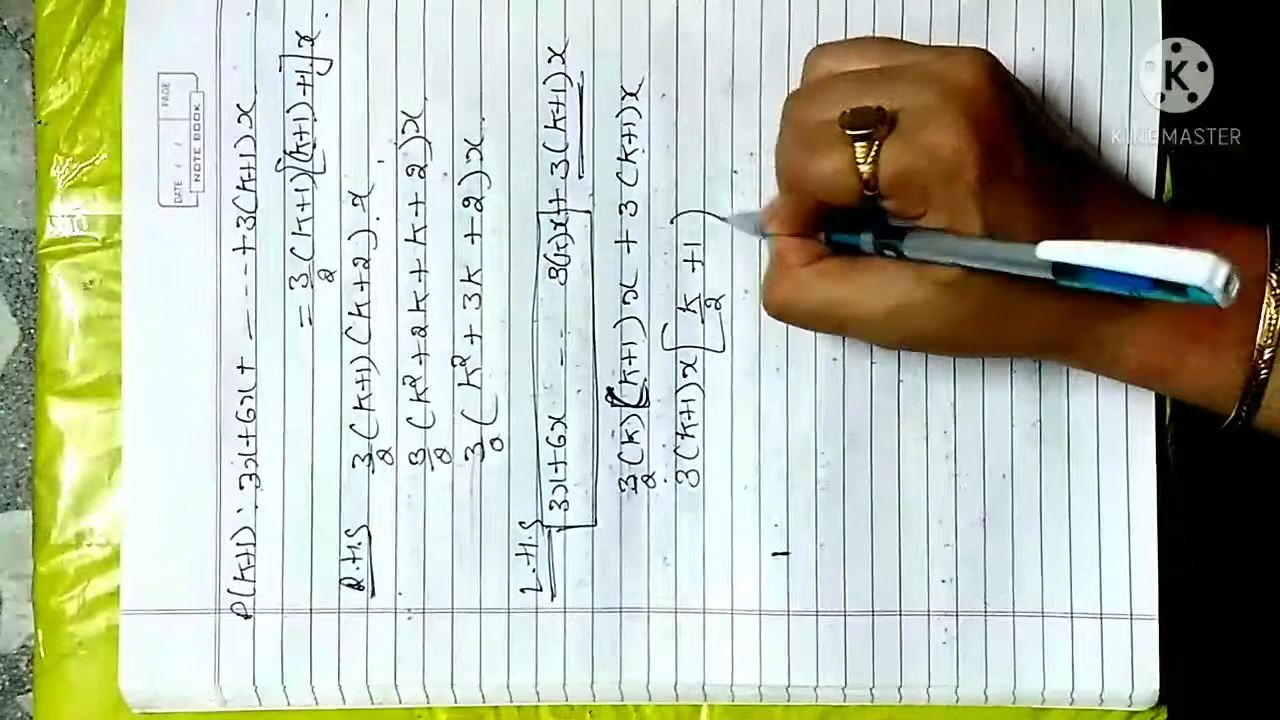 DATE / / PAGE
NOTE BOOK
P(k+1) : 3x+6x+ - - - +3(k+1)x
= 3/2 (k+1)[(k+1)+1]x.
R.H.S 3/2 (k+1)(k+2).x
3/2 (k²+2k+k+2)x
3/2 (k²+3k+2)x.
L.H.S
3x+6x - - 3(k)x + 3(k+1)x
3/2 (k)(k+1)x + 3(k+1)x
3(k+1)x [k/2 + 1)
K
KINEMASTER